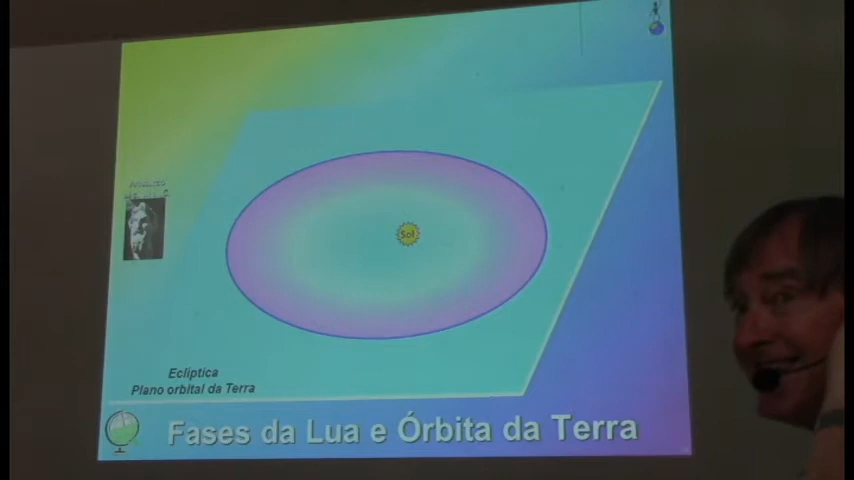 Sol
Eclíptica
Plano orbital da Terra
Fases da Lua e Órbita da Terra